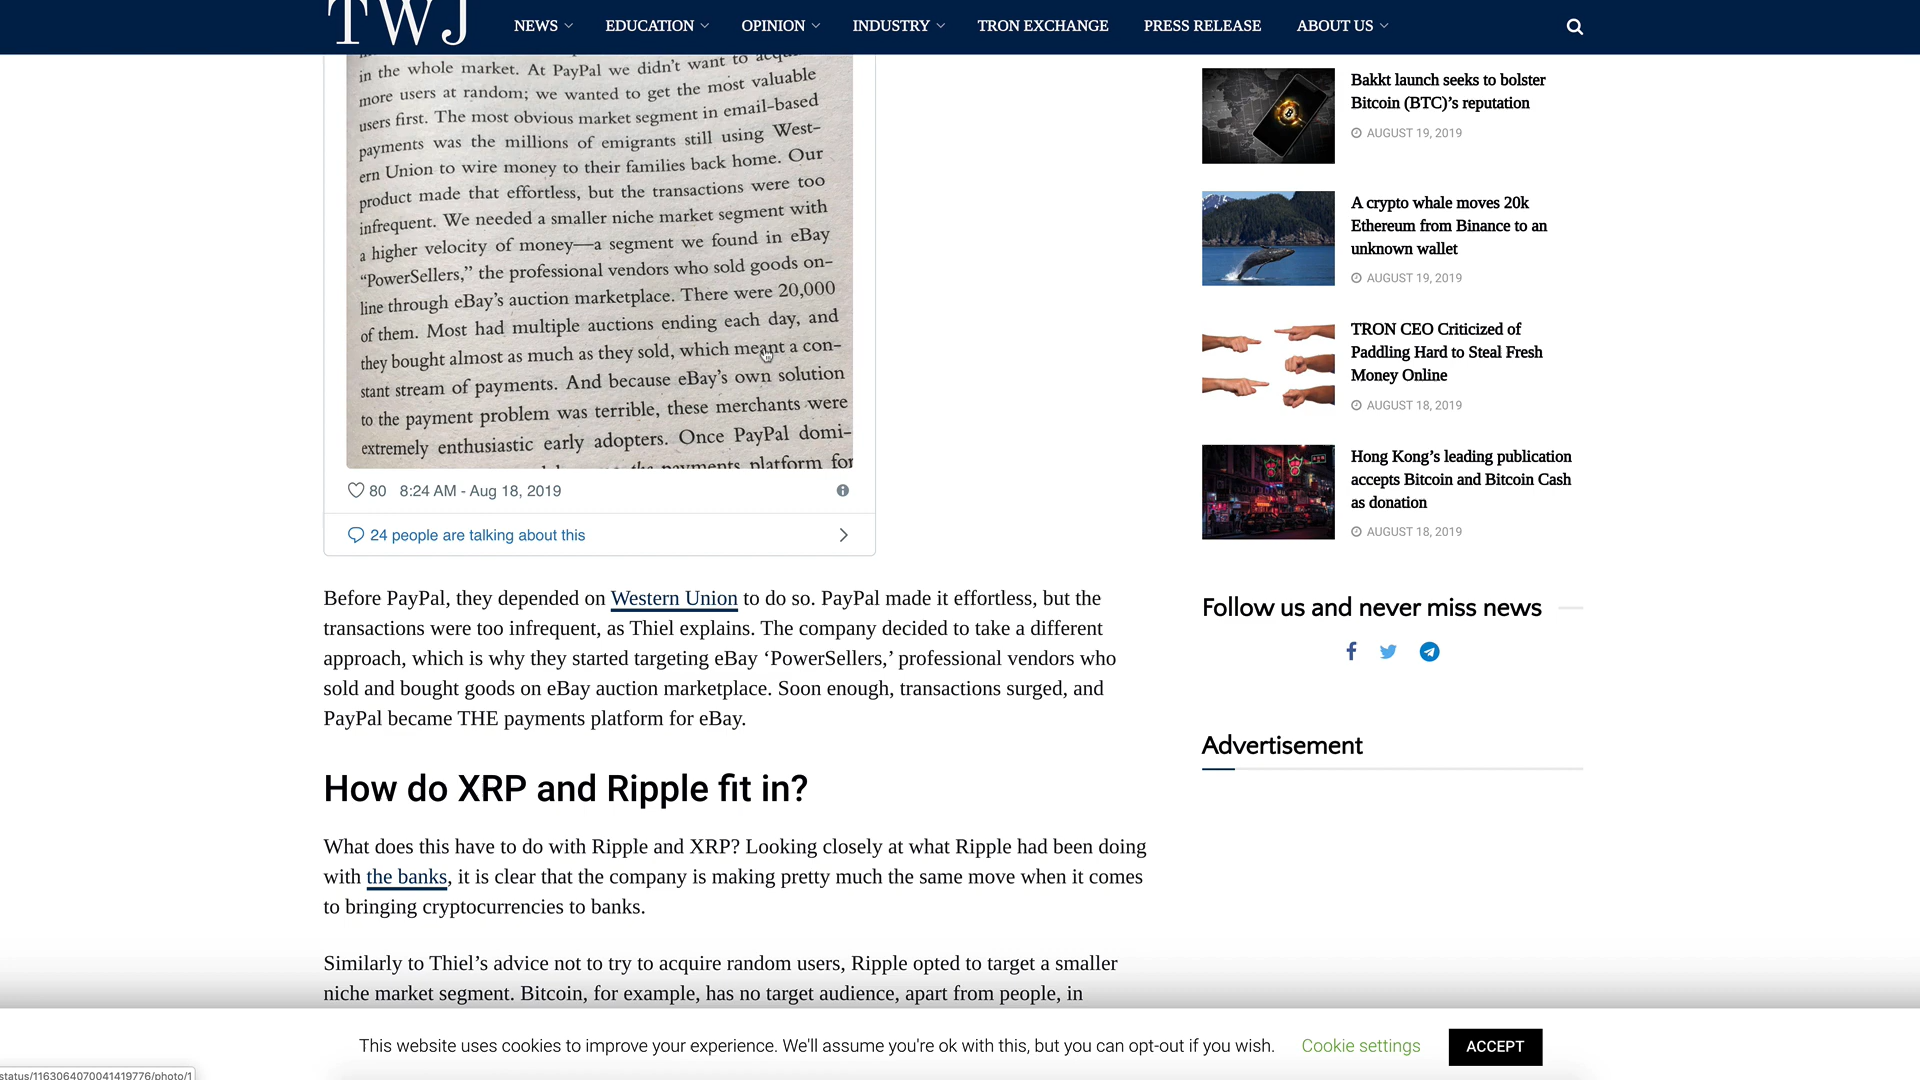 TWJ
NEWS
EDUCATION
OPINION
INDUSTRY
TRON EXCHANGE
PRESS RELEASE
ABOUT US
in the whole market. At PayPal we didn't want to
more users at random; we wanted to get the most valuable
users first. The most obvious market segment in email-based
payments was the millions of emigrants still using West-
ern Union to wire money to their families back home. Our
product made that effortless, but the transactions were too
infrequent. We needed a smaller niche market segment with
a higher velocity of money—a segment we found in eBay
“PowerSellers,” the professional vendors who sold goods on-
line through eBay's auction marketplace. There were 20,000
of them. Most had multiple auctions ending each day, and
they bought almost as much as they sold, which meant a con-
stant stream of payments. And because eBay's own solution
to the payment problem was terrible, these merchants were
extremely enthusiastic early adopters. Once PayPal domi-
the payments platform for
80 8:24 AM - Aug 18, 2019
24 people are talking about this
Before PayPal, they depended on Western Union to do so. PayPal made it effortless, but the
transactions were too infrequent, as Thiel explains. The company decided to take a different
approach, which is why they started targeting eBay ‘PowerSellers,’ professional vendors who
sold and bought goods on eBay auction marketplace. Soon enough, transactions surged, and
PayPal became THE payments platform for eBay.
How do XRP and Ripple fit in?
What does this have to do with Ripple and XRP? Looking closely at what Ripple had been doing
with the banks, it is clear that the company is making pretty much the same move when it comes
to bringing cryptocurrencies to banks.
Similarly to Thiel’s advice not to try to acquire random users, Ripple opted to target a smaller
niche market segment. Bitcoin, for example, has no target audience, apart from people, in
Bakkt launch seeks to bolster
Bitcoin (BTC)’s reputation
AUGUST 19, 2019
A crypto whale moves 20k
Ethereum from Binance to an
unknown wallet
AUGUST 19, 2019
TRON CEO Criticized of
Paddling Hard to Steal Fresh
Money Online
AUGUST 18, 2019
Hong Kong’s leading publication
accepts Bitcoin and Bitcoin Cash
as donation
AUGUST 18, 2019
Follow us and never miss news
Advertisement
This website uses cookies to improve your experience. We'll assume you're ok with this, but you can opt-out if you wish.
Cookie settings
ACCEPT
status/1163064070041419776/photo/1